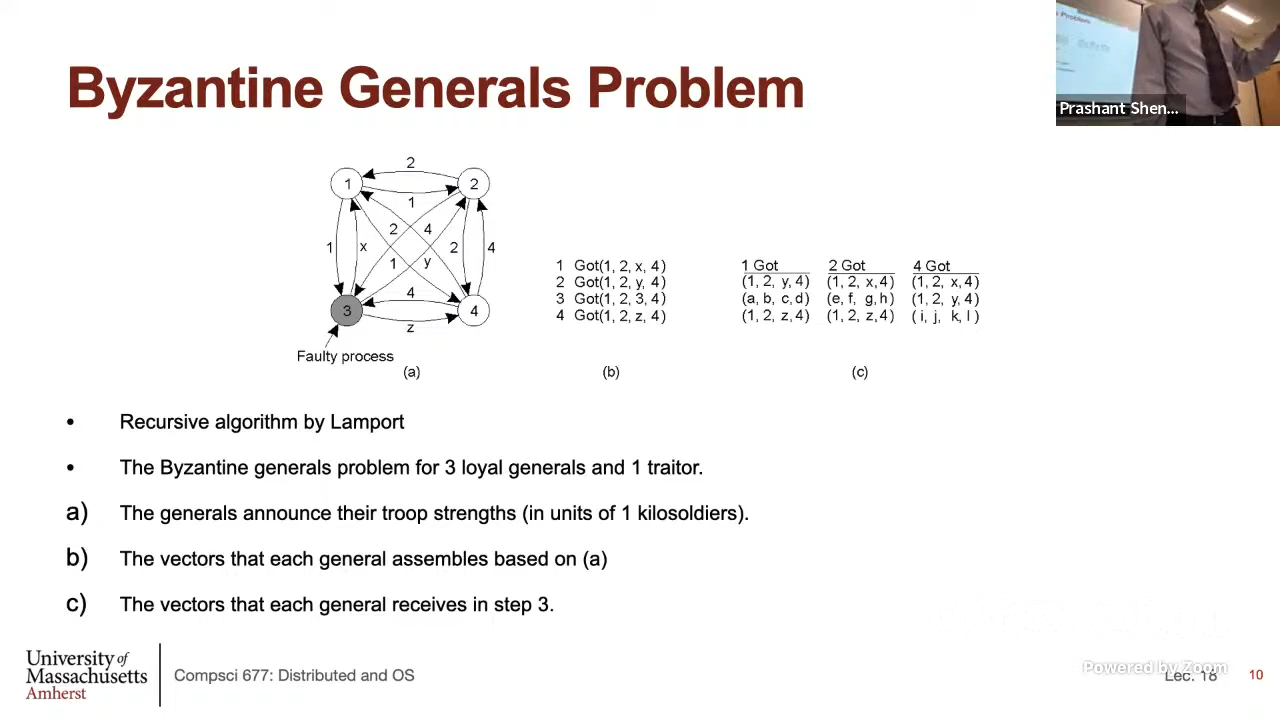 Byzantine Generals Problem
Prashant Shen...
2
1 2
1
2 4
1 x 2 4
1 y
4
3 4
z
Faulty process
(a)
1 Got(1, 2, x, 4)
2 Got(1, 2, y, 4)
3 Got(1, 2, 3, 4)
4 Got(1, 2, z, 4)
(b)
1 Got 2 Got 4 Got
(1, 2, y, 4) (1, 2, x, 4) (1, 2, x, 4)
(a, b, c, d) (e, f, g, h) (1, 2, y, 4)
(1, 2, z, 4) (1, 2, z, 4) (i, j, k, l)
(c)
• Recursive algorithm by Lamport
• The Byzantine generals problem for 3 loyal generals and 1 traitor.
a) The generals announce their troop strengths (in units of 1 kilosoldiers).
b) The vectors that each general assembles based on (a)
c) The vectors that each general receives in step 3.
University of
Massachusetts
Amherst
Compsci 677: Distributed and OS
Powered by Zoom
Lec. 18
10